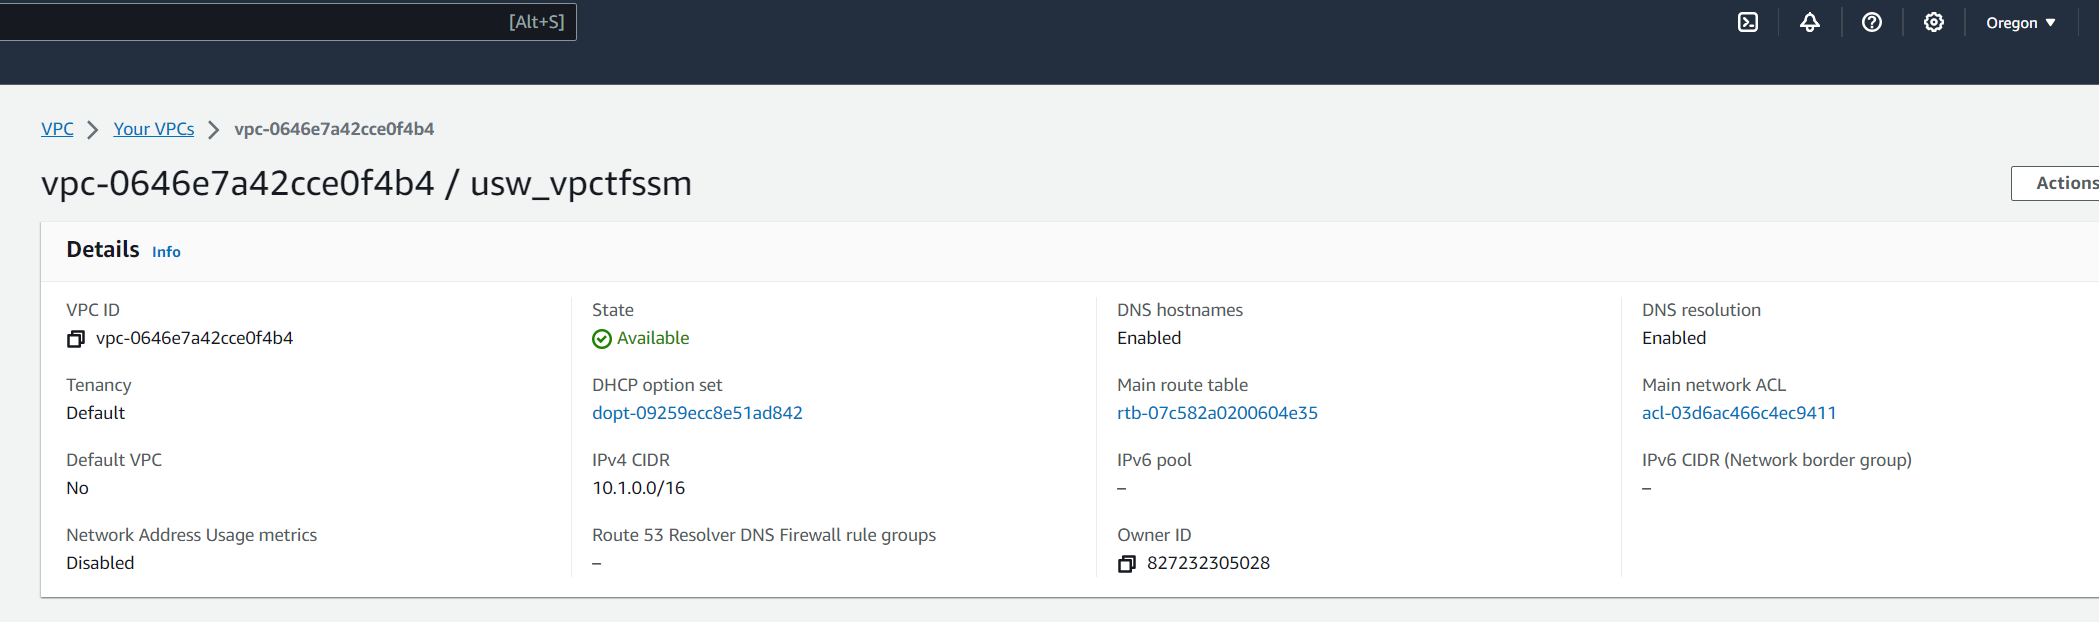 [Alt+S]
Oregon
VPC
Your VPCs
vpc-0646e7a42cce0f4b4
vpc-0646e7a42cce0f4b4 / usw_vpctfssm
Actions
Details Info
VPC ID
vpc-0646e7a42cce0f4b4
State
Available
DNS hostnames
Enabled
DNS resolution
Enabled
Tenancy
Default
DHCP option set
dopt-09259ecc8e51ad842
Main route table
rtb-07c582a0200604e35
Main network ACL
acl-03d6ac466c4ec9411
Default VPC
No
IPv4 CIDR
10.1.0.0/16
IPv6 pool
–
IPv6 CIDR (Network border group)
–
Network Address Usage metrics
Disabled
Route 53 Resolver DNS Firewall rule groups
–
Owner ID
827232305028